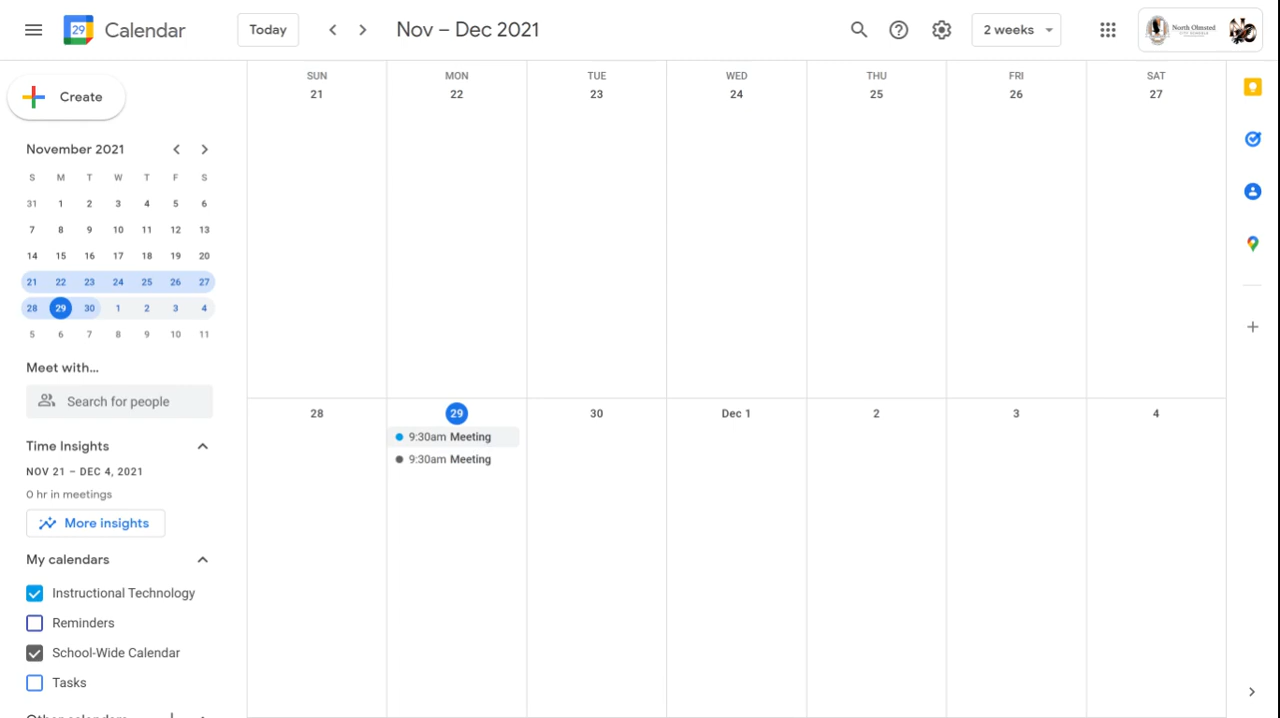 29 Calendar Today Nov – Dec 2021 2 weeks North Olmsted
Create
November 2021
S M T W T F S
31 1 2 3 4 5 6
7 8 9 10 11 12 13
14 15 16 17 18 19 20
21 22 23 24 25 26 27
28 29 30 1 2 3 4
5 6 7 8 9 10 11
Meet with...
Search for people
Time Insights
NOV 21 – DEC 4, 2021
0 hr in meetings
More insights
My calendars
Instructional Technology
Reminders
School-Wide Calendar
Tasks
Other calendars
SUN MON TUE WED THU FRI SAT
21 22 23 24 25 26 27
28 29 30 Dec 1 2 3 4
9:30am Meeting
9:30am Meeting